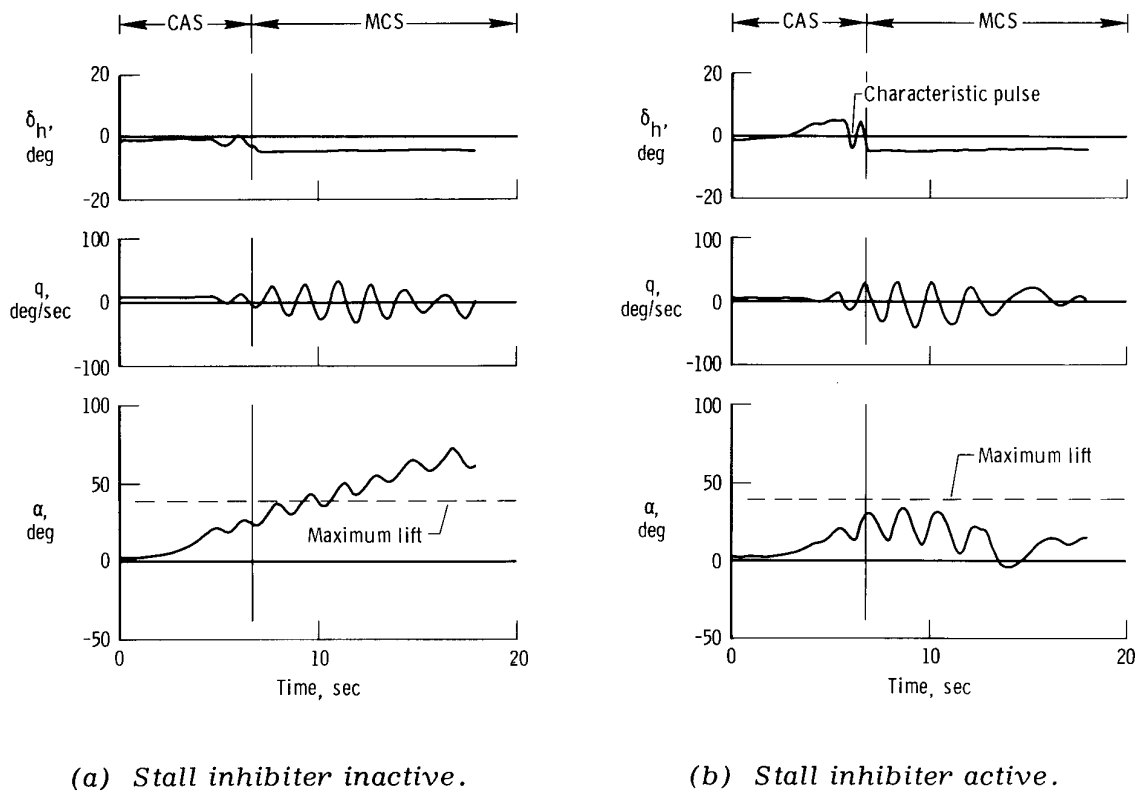 CAS MCS
20
δh,
deg
0
-20
100
q,
deg/sec
0
-100
100
50
α,
deg
Maximum lift
0
-50
0 10 20
Time, sec
(a) Stall inhibiter inactive.
CAS MCS
20
Characteristic pulse
δh,
deg
0
-20
100
q,
deg/sec
0
-100
100
Maximum lift
50
α,
deg
0
-50
0 10 20
Time, sec
(b) Stall inhibiter active.